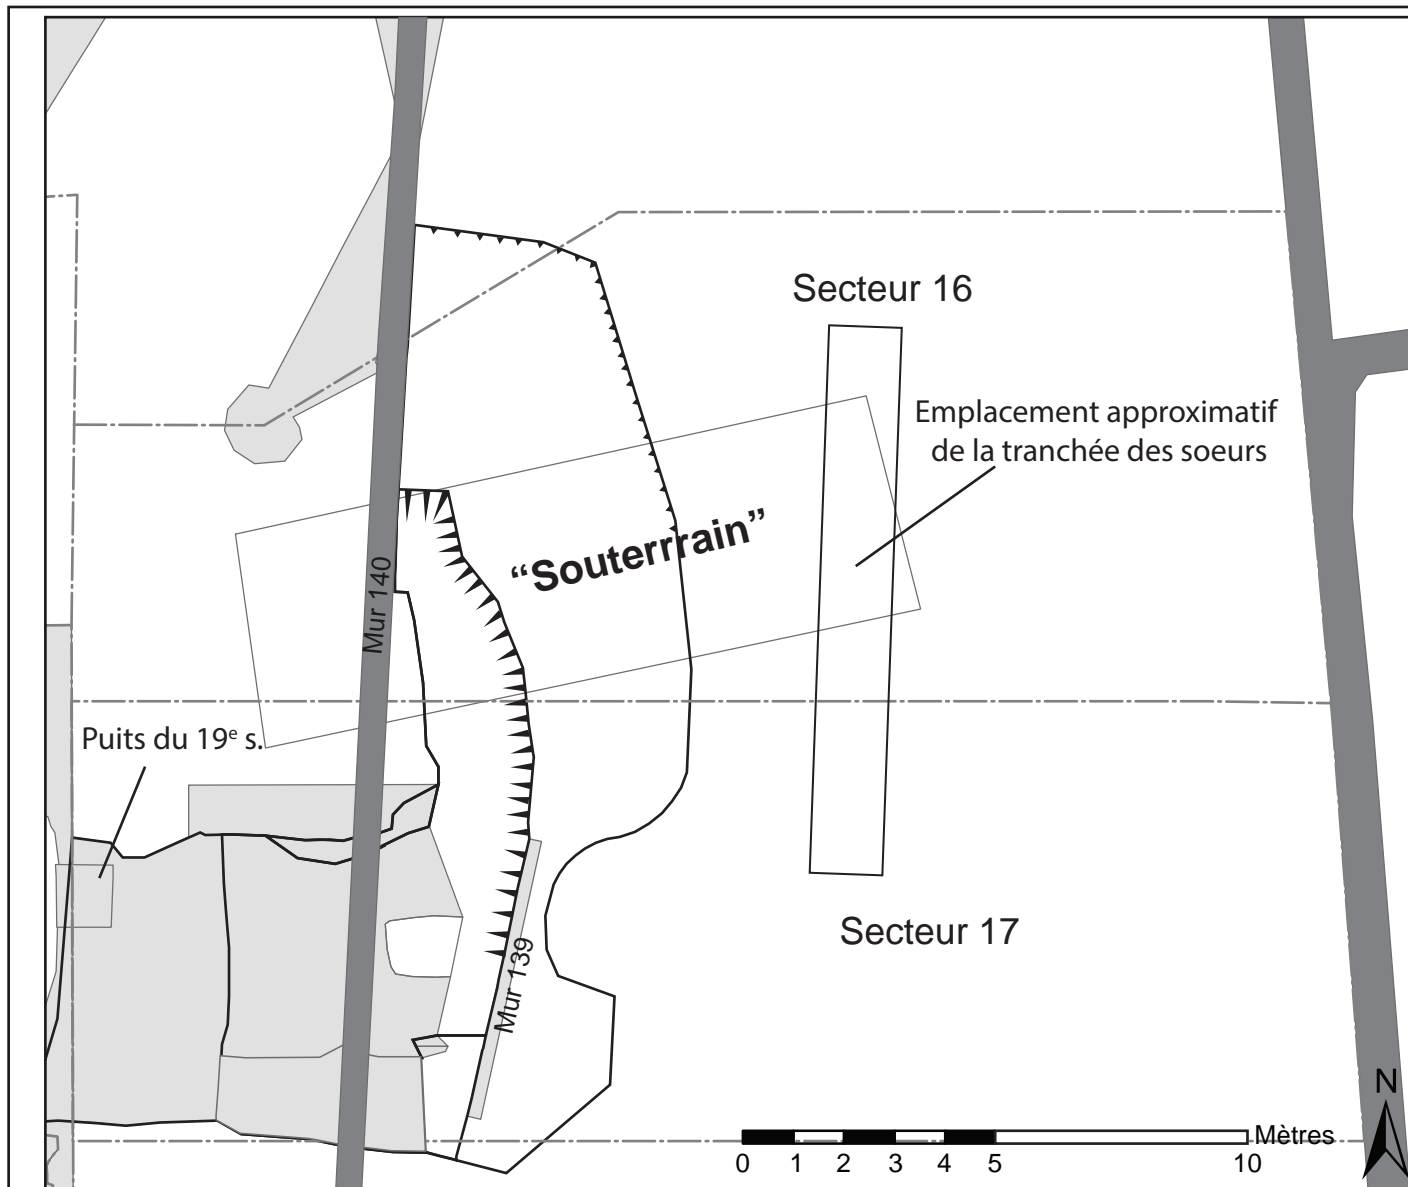 Secteur 16
Emplacement approximatif
de la tranchée des soeurs
“Souterrrain”
Mur 140
Puits du 19e s.
Secteur 17
Mur 139
N
Mètres
0 1 2 3 4 5 10